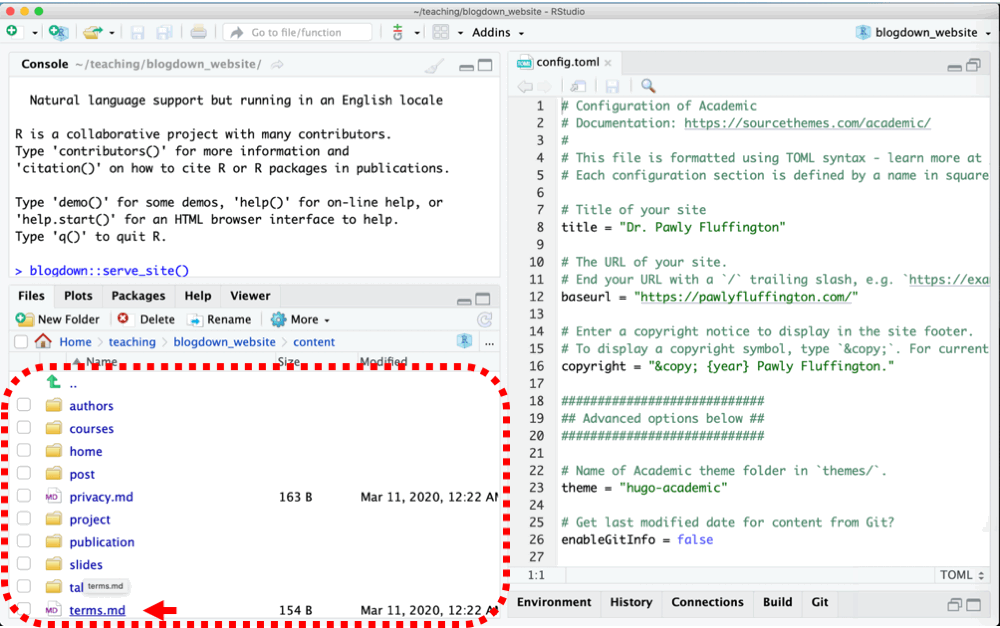 ~/teaching/blogdown_website - RStudio
Go to file/function
Addins
blogdown_website
Console ~/teaching/blogdown_website/
Natural language support but running in an English locale
R is a collaborative project with many contributors.
Type 'contributors()' for more information and
'citation()' on how to cite R or R packages in publications.
Type 'demo()' for some demos, 'help()' for on-line help, or
'help.start()' for an HTML browser interface to help.
Type 'q()' to quit R.
> blogdown::serve_site()
Files Plots Packages Help Viewer
New Folder Delete Rename More
Home teaching blogdown_website content
Name Size Modified
..
authors
courses
home
post
MD privacy.md 163 B Mar 11, 2020, 12:22 AM
project
publication
slides
tal terms.md
MD terms.md 154 B Mar 11, 2020, 12:22 AM
config.toml
1 # Configuration of Academic
2 # Documentation: https://sourcethemes.com/academic/
3 #
4 # This file is formatted using TOML syntax - learn more at
5 # Each configuration section is defined by a name in square
6
7 # Title of your site
8 title = "Dr. Pawly Fluffington"
9
10 # The URL of your site.
11 # End your URL with a `/` trailing slash, e.g. `https://exa
12 baseurl = "https://pawlyfluffington.com/"
13
14 # Enter a copyright notice to display in the site footer.
15 # To display a copyright symbol, type `&copy;`. For current
16 copyright = "&copy; {year} Pawly Fluffington."
17
18 ###########################
19 ## Advanced options below ##
20 ###########################
21
22 # Name of Academic theme folder in `themes/`.
23 theme = "hugo-academic"
24
25 # Get last modified date for content from Git?
26 enableGitInfo = false
27
1:1 TOML
Environment History Connections Build Git